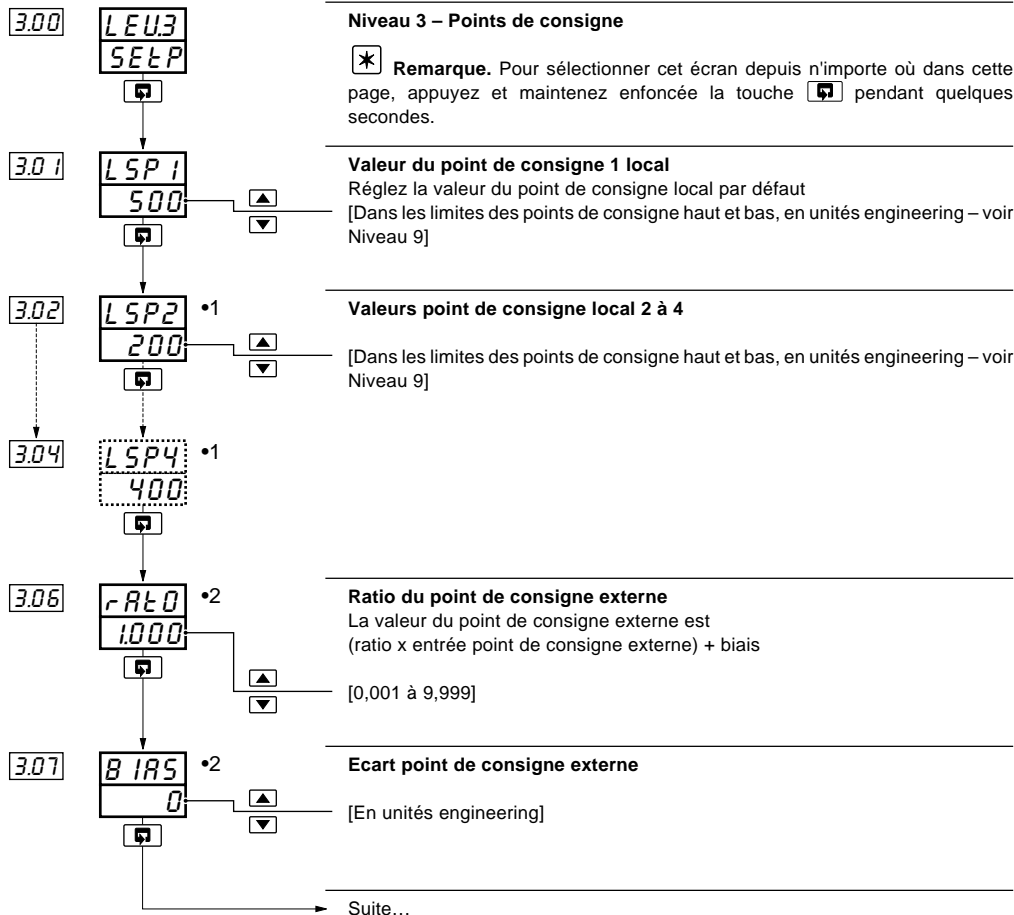 3.00
LEV.3
SEtP
Niveau 3 – Points de consigne
Remarque. Pour sélectionner cet écran depuis n'importe où dans cette
page, appuyez et maintenez enfoncée la touche pendant quelques
secondes.
3.01
LSP1
500
Valeur du point de consigne 1 local
Réglez la valeur du point de consigne local par défaut
[Dans les limites des points de consigne haut et bas, en unités engineering – voir
Niveau 9]
3.02
LSP2 •1
200
Valeurs point de consigne local 2 à 4
[Dans les limites des points de consigne haut et bas, en unités engineering – voir
Niveau 9]
3.04
LSP4 •1
400
3.06
rAtO •2
1.000
Ratio du point de consigne externe
La valeur du point de consigne externe est
(ratio x entrée point de consigne externe) + biais
[0,001 à 9,999]
3.07
BIAS •2
0
Ecart point de consigne externe
[En unités engineering]
Suite…